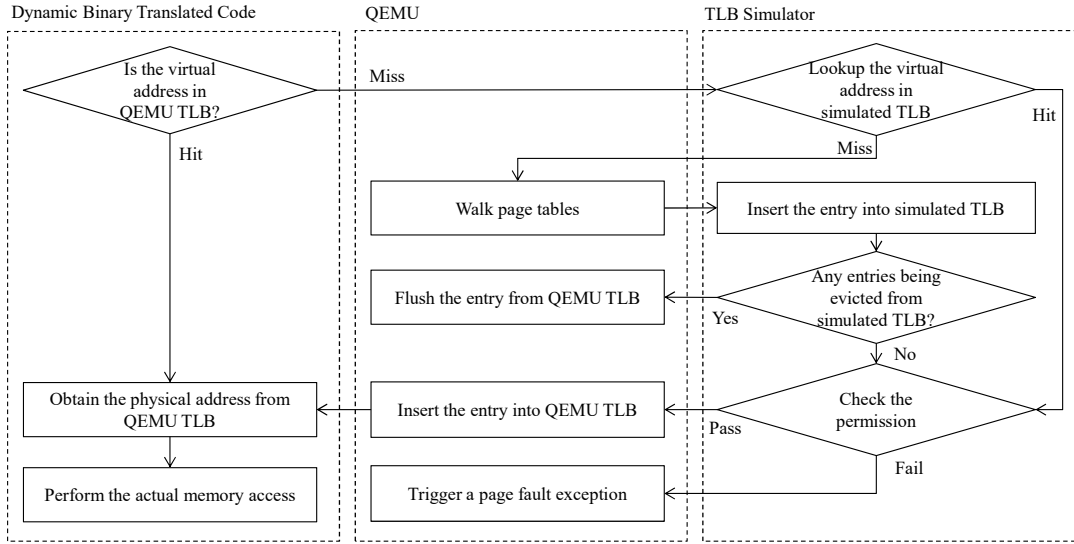 Dynamic Binary Translated Code
QEMU
TLB Simulator
Is the virtual
address in
QEMU TLB?
Miss
Lookup the virtual
address in
simulated TLB
Hit
Hit
Miss
Walk page tables
Insert the entry into simulated TLB
Flush the entry from QEMU TLB
Any entries being
evicted from
simulated TLB?
Yes
No
Obtain the physical address from
QEMU TLB
Insert the entry into QEMU TLB
Check the
permission
Pass
Fail
Perform the actual memory access
Trigger a page fault exception